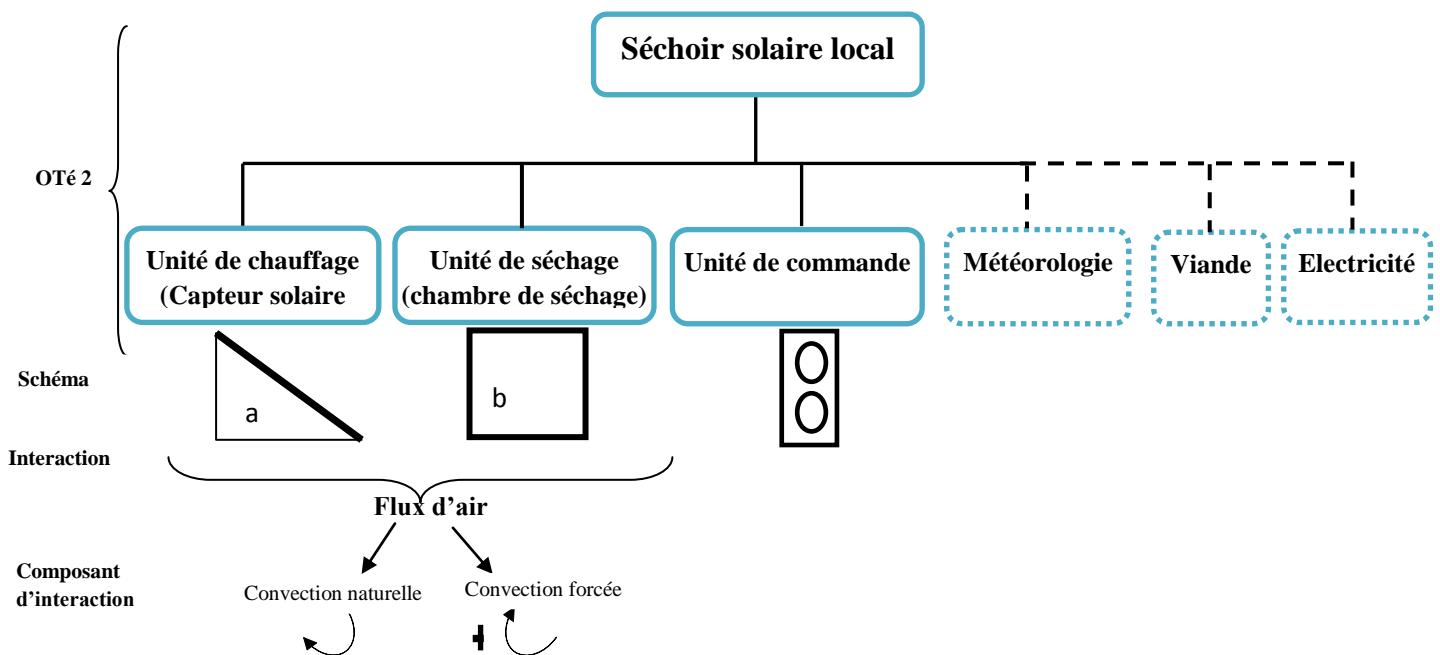 Séchoir solaire local
OTé 2
Unité de chauffage
(Capteur solaire
Unité de séchage
(chambre de séchage)
Unité de commande
Météorologie
Viande
Electricité
Schéma
a
b
Interaction
Flux d’air
Composant
d’interaction
Convection naturelle
Convection forcée